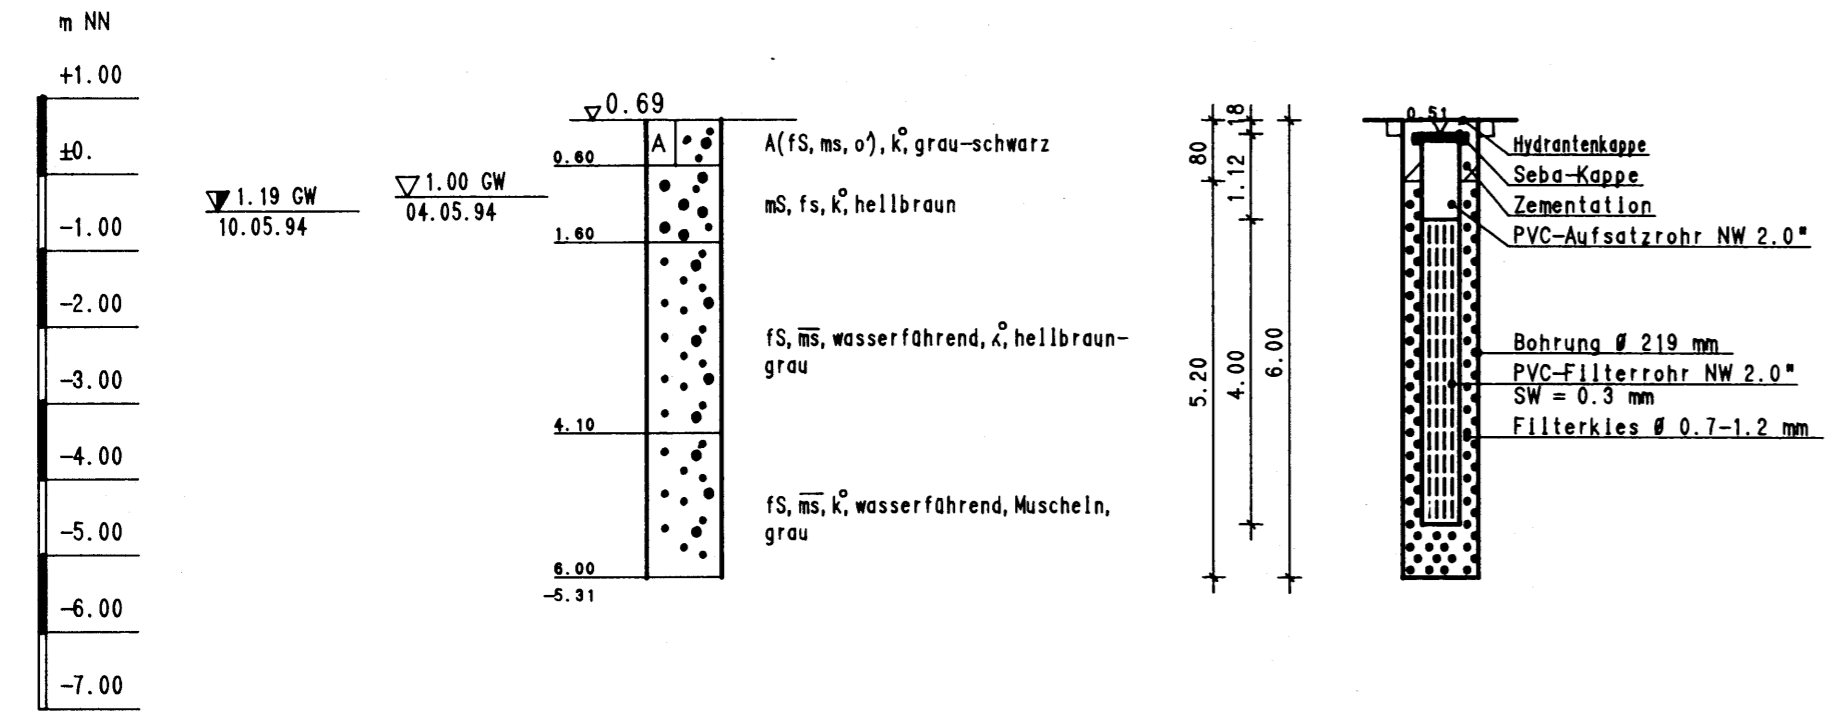 m NN
+1.00
±0.
-1.00
-2.00
-3.00
-4.00
-5.00
-6.00
-7.00
1.19 GW
10.05.94
1.00 GW
04.05.94
0.69
A
0.60
1.60
4.10
6.00
-5.31
A(fS, ms, o'), k°, grau-schwarz
mS, fs, k°, hellbraun
fS, m̅s̅, wasserführend, k°, hellbraun-
grau
fS, m̅s̅, k°, wasserführend, Muscheln,
grau
80
5.20
18
1.12
4.00
6.00
0.51
Hydrantenkappe
Seba-Kappe
Zementation
PVC-Aufsatzrohr NW 2.0"
Bohrung Ø 219 mm
PVC-Filterrohr NW 2.0"
SW = 0.3 mm
Filterkies Ø 0.7-1.2 mm